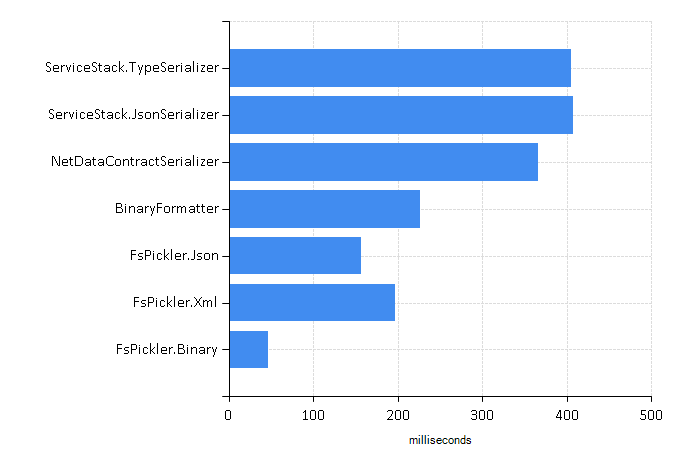 ServiceStack.TypeSerializer
ServiceStack.JsonSerializer
NetDataContractSerializer
BinaryFormatter
FsPickler.Json
FsPickler.Xml
FsPickler.Binary
0 100 200 300 400 500
milliseconds